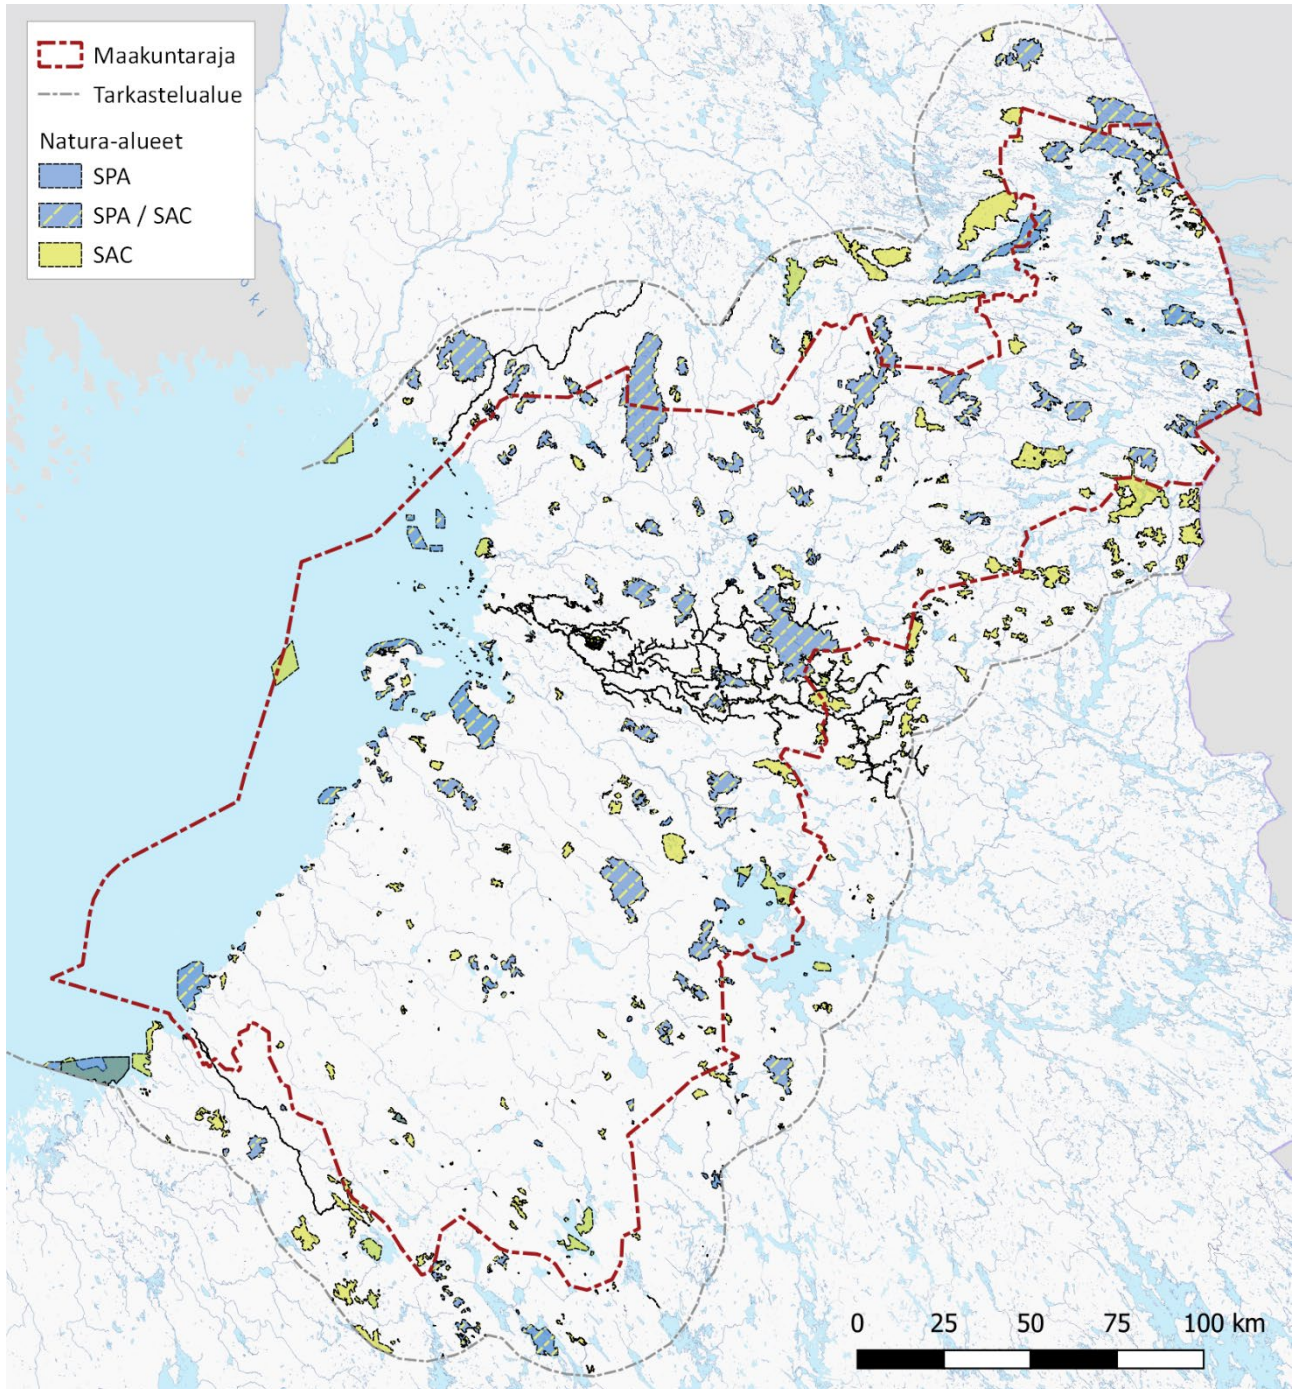 Maakuntaraja
Tarkastelualue
Natura-alueet
SPA
SPA / SAC
SAC
0 25 50 75 100 km